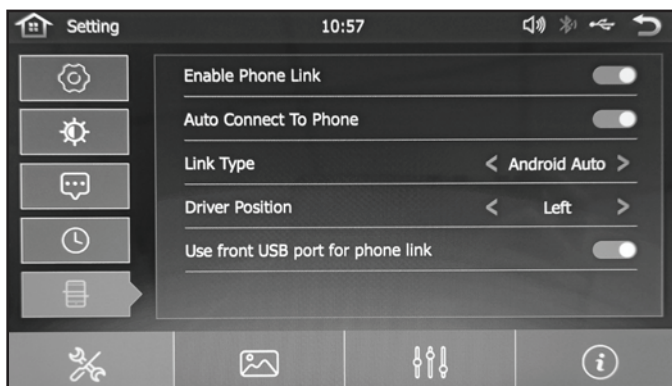 Setting 10:57
Enable Phone Link
Auto Connect To Phone
Link Type < Android Auto >
Driver Position < Left >
Use front USB port for phone link